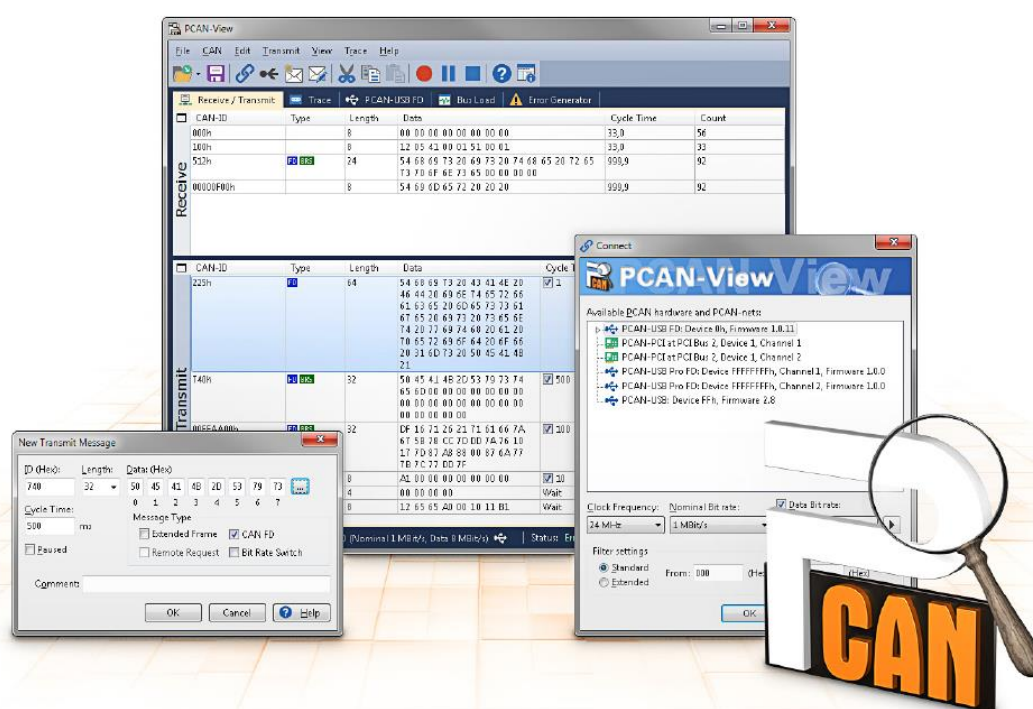 PCAN-View
File CAN Edit Transmit View Trace Help
Receive / Transmit Trace PCAN-USB FD Bus Load Error Generator
Receive
CAN-ID Type Length Data Cycle Time Count
000h 8 00 00 00 00 00 00 00 00 33,0 56
100h 8 12 05 41 00 01 51 00 01 33,0 33
512h FD BRS 24 54 68 69 73 20 69 73 20 74 68 65 20 72 65 999,9 92
73 70 6F 6E 73 65 00 00 00 00
00000F00h 8 54 69 6D 65 72 20 20 20 999,9 92
Transmit
CAN-ID Type Length Data Cycle
225h FD 64 54 68 69 73 20 43 41 4E 20 1
46 44 20 69 6E 74 65 72 66
61 63 65 20 6D 65 73 73 61
67 65 20 69 73 20 73 65 6E
74 20 77 69 74 68 20 61 20
70 65 72 69 6F 64 20 6F 66
20 31 6D 73 20 50 45 41 4B
21
740h FD BRS 32 50 45 41 4B 2D 53 79 73 74 500
65 6D 00 00 00 00 00 00 00
00 00 00 00 00 00 00 00 00
00 00 00 00 00
00FFAA00h FD BRS 32 DF 16 71 26 21 71 61 66 7A 100
67 5B 78 CC 7D DD 7A 76 10
17 7D 87 A8 88 00 87 6A 77
7B 7C 77 DD 7F
8 A1 00 00 00 00 00 00 00 10
4 00 00 00 00 Wait
8 12 65 65 A0 00 10 11 B1 Wait
(Nominal 1 MBit/s, Data 8 MBit/s) Status:
New Transmit Message
ID (Hex): Length: Data: (Hex)
740 32 50 45 41 4B 2D 53 79 73 ...
0 1 2 3 4 5 6 7
Cycle Time: Message Type
500 ms Extended Frame CAN FD
Paused Remote Request Bit Rate Switch
Comment:
OK Cancel Help
Connect
PCAN-View
View
Available PCAN hardware and PCAN-nets:
PCAN-USB FD: Device 0h, Firmware 1.0.11
PCAN-PCI at PCI Bus 2, Device 1, Channel 1
PCAN-PCI at PCI Bus 2, Device 1, Channel 2
PCAN-USB Pro FD: Device FFFFFFFFh, Channel 1, Firmware 1.0.0
PCAN-USB Pro FD: Device FFFFFFFFh, Channel 2, Firmware 1.0.0
PCAN-USB: Device FFh, Firmware 2.8
Clock Frequency: Nominal Bit rate: Data Bit rate:
24 MHz 1 MBit/s
Filter settings
Standard From: 000 (Hex)
Extended
OK
PCAN